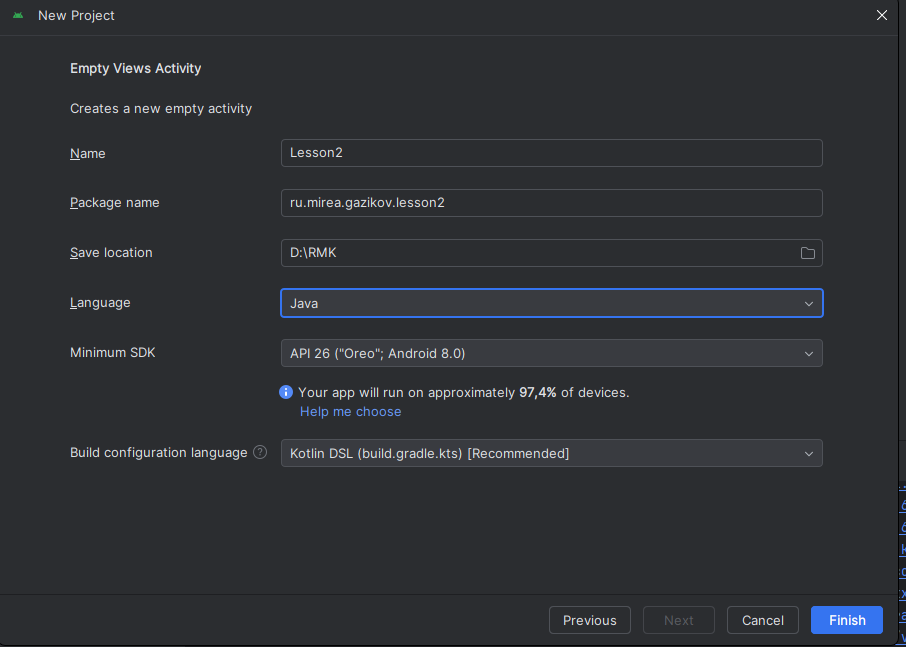 New Project
Empty Views Activity
Creates a new empty activity
Name Lesson2
Package name ru.mirea.gazikov.lesson2
Save location D:\RMK
Language Java
Minimum SDK API 26 ("Oreo"; Android 8.0)
Your app will run on approximately 97,4% of devices.
Help me choose
Build configuration language ? Kotlin DSL (build.gradle.kts) [Recommended]
Previous Next Cancel Finish